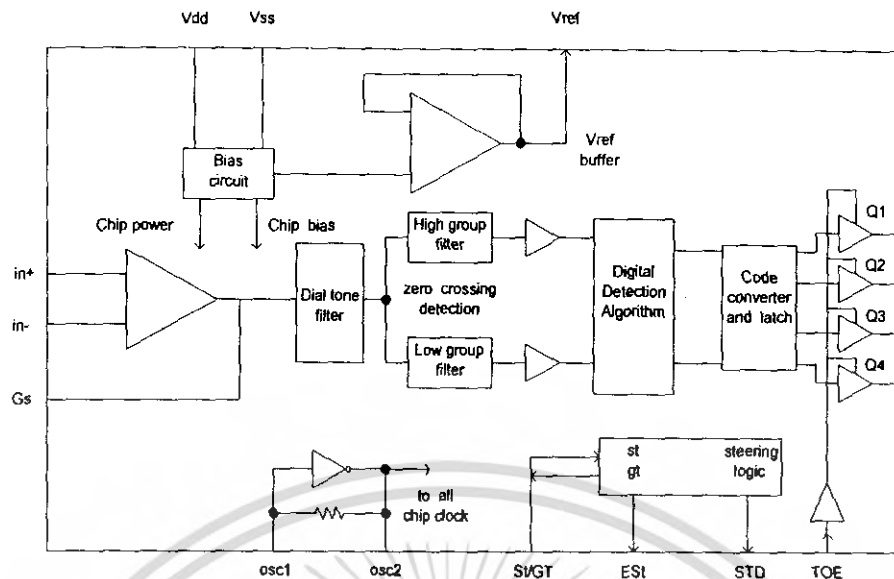 Vdd Vss Vref
Bias
circuit
Vref
buffer
Chip power
Chip bias
High group
filter
Q1
in+
Dial tone
filter
zero crossing
detection
Digital
Detection
Algorithm
Code
converter
and latch
Q2
in-
Q3
Low group
filter
Q4
Gs
st steering
gt logic
to all
chip clock
osc1 osc2 St/GT ESt STD TOE